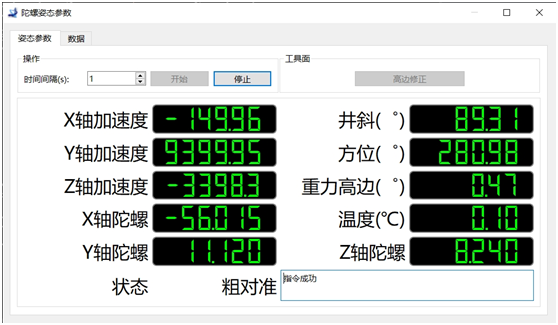 陀螺姿态参数
姿态参数 数据
操作 工具面
时间间隔(s): 1 开始 停止 高边修正
X轴加速度 -149.96 井斜(°) 89.31
Y轴加速度 9399.95 方位(°) 280.98
Z轴加速度 -3398.3 重力高边(°) 0.47
X轴陀螺 -56.015 温度(℃) 0.10
Y轴陀螺 11.120 Z轴陀螺 8.240
状态 粗对准 指令成功